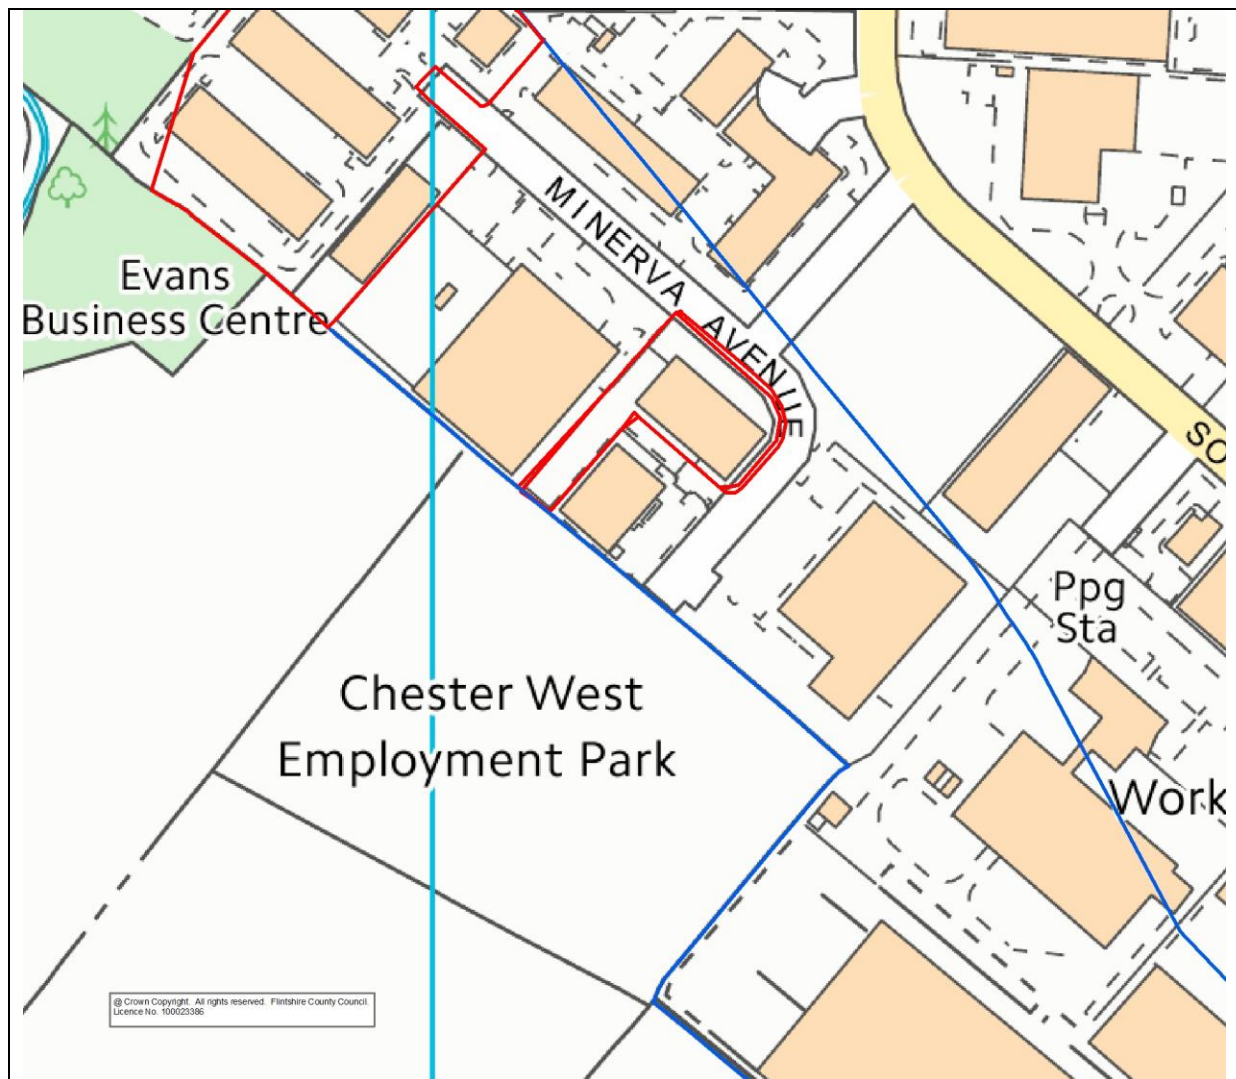 Evans
Business Centre
MINERVA AVENUE
SO
Ppg
Sta
Chester West
Employment Park
Work
@ Crown Copyright. All rights reserved. Flintshire County Council.
Licence No. 100023386